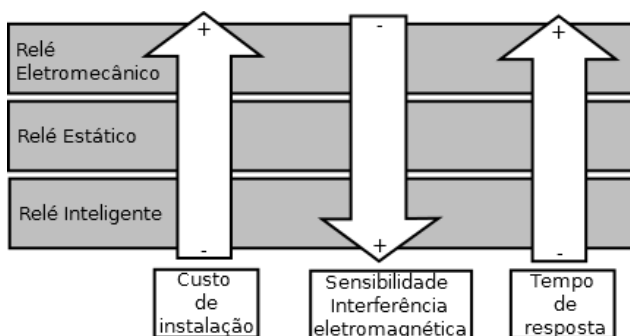 +
-
+
Relé
Eletromecânico
Relé Estático
Relé Inteligente
-
+
-
Custo
de
instalação
Sensibilidade
Interferência
eletromagnética
Tempo
de
resposta